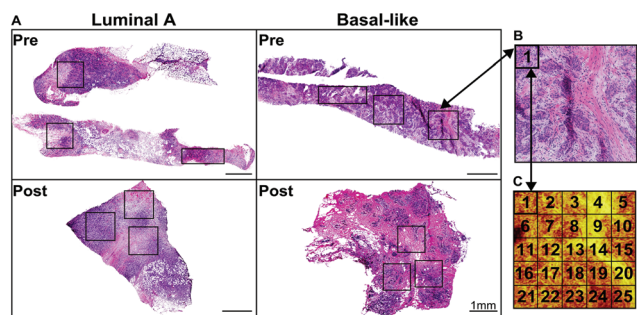 A
Luminal A
Basal-like
Pre
Pre
B
1
Post
Post
1mm
C
1 2 3 4 5
6 7 8 9 10
11 12 13 14 15
16 17 18 19 20
21 22 23 24 25